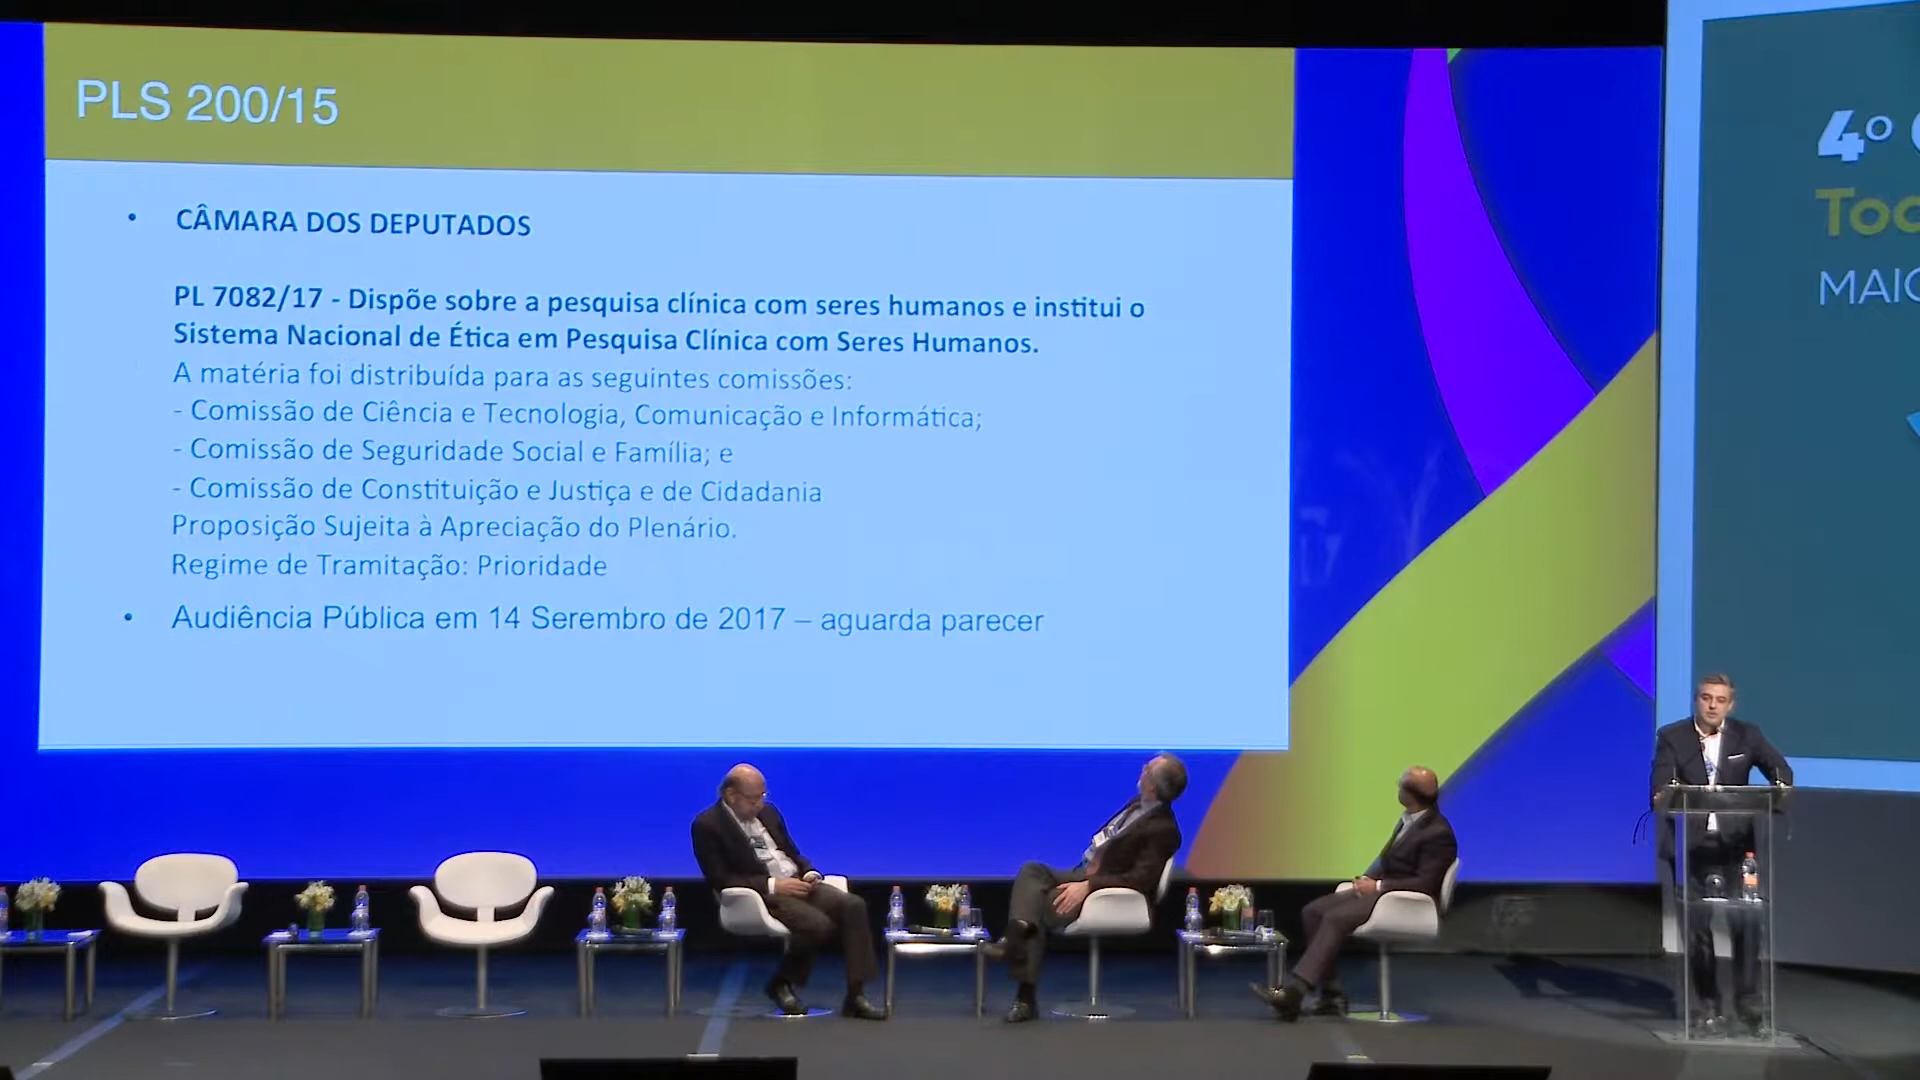 PLS 200/15
• CÂMARA DOS DEPUTADOS
PL 7082/17 - Dispõe sobre a pesquisa clínica com seres humanos e institui o
Sistema Nacional de Ética em Pesquisa Clínica com Seres Humanos.
A matéria foi distribuída para as seguintes comissões:
- Comissão de Ciência e Tecnologia, Comunicação e Informática;
- Comissão de Seguridade Social e Família; e
- Comissão de Constituição e Justiça e de Cidadania
Proposição Sujeita à Apreciação do Plenário.
Regime de Tramitação: Prioridade
• Audiência Pública em 14 Serembro de 2017 – aguarda parecer
4º